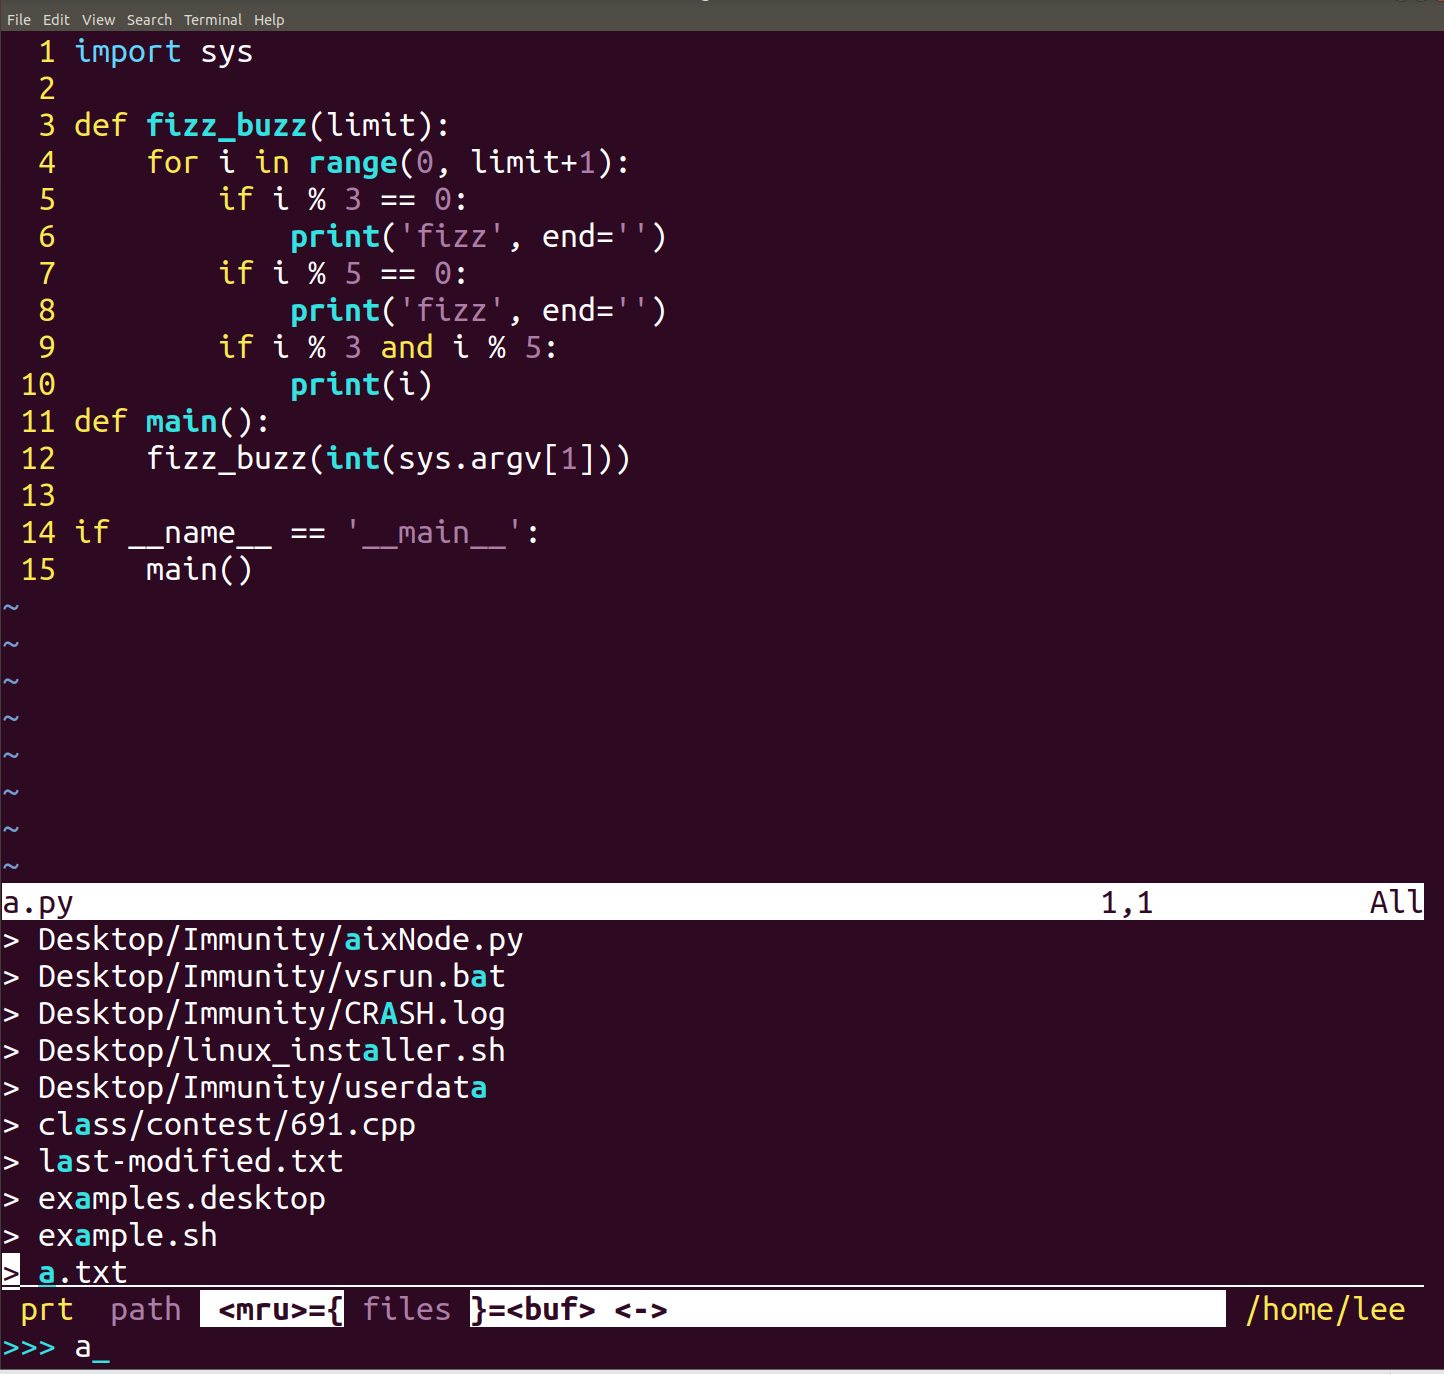 File Edit View Search Terminal Help
1 import sys
2
3 def fizz_buzz(limit):
4     for i in range(0, limit+1):
5         if i % 3 == 0:
6             print('fizz', end='')
7         if i % 5 == 0:
8             print('fizz', end='')
9         if i % 3 and i % 5:
10             print(i)
11 def main():
12     fizz_buzz(int(sys.argv[1]))
13
14 if __name__ == '__main__':
15     main()
~
~
~
~
~
~
~
~
a.py 1,1 All
> Desktop/Immunity/aixNode.py
> Desktop/Immunity/vsrun.bat
> Desktop/Immunity/CRASH.log
> Desktop/linux_installer.sh
> Desktop/Immunity/userdata
> class/contest/691.cpp
> last-modified.txt
> examples.desktop
> example.sh
> a.txt
prt path <mru>={ files }=<buf> <-> /home/lee
>>> a_